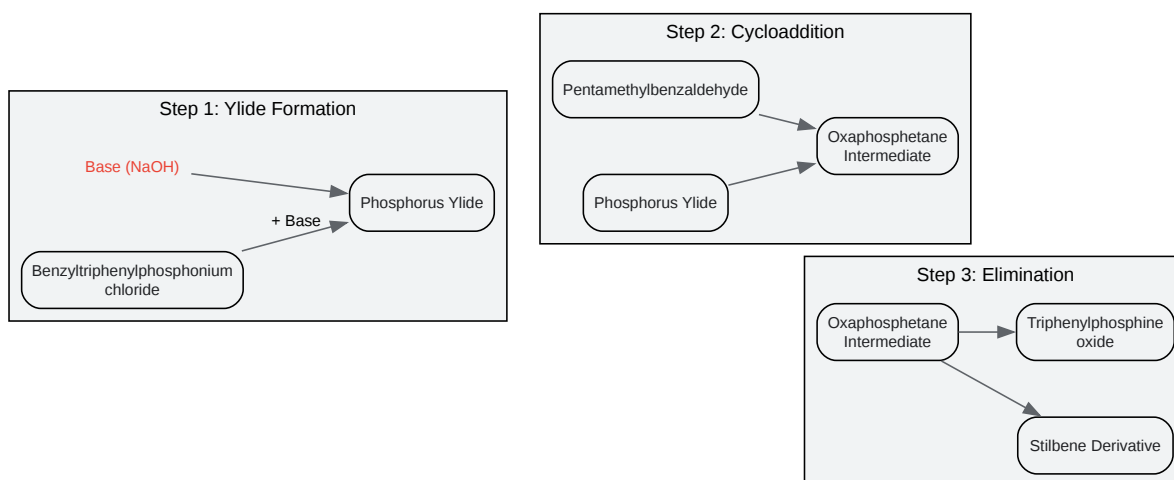 Step 1: Ylide Formation
Base (NaOH)
Phosphorus Ylide
+ Base
Benzyltriphenylphosphonium
chloride
Step 2: Cycloaddition
Pentamethylbenzaldehyde
Oxaphosphetane
Intermediate
Phosphorus Ylide
Step 3: Elimination
Oxaphosphetane
Intermediate
Triphenylphosphine
oxide
Stilbene Derivative